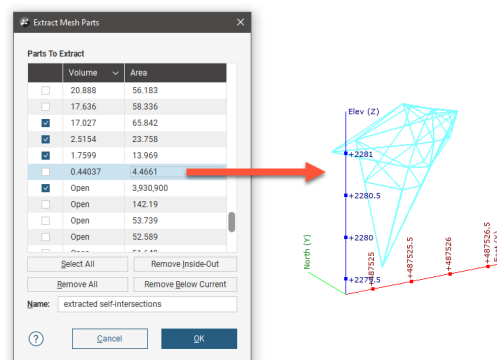 Extract Mesh Parts
Parts To Extract
Volume Area
20.888 56.183
17.636 58.336
17.027 65.842
2.5154 23.758
1.7599 13.969
0.44037 4.4661
Open 3,930,900
Open 142.19
Open 53.739
Open 52.589
Select All Remove Inside-Out
Remove All Remove Below Current
Name: extracted self-intersections
? Cancel OK
Elev (Z)
+2281
+2280.5
+2280
+2279.5
North (Y)
+487525
+487525.5
+487526
+487526.5